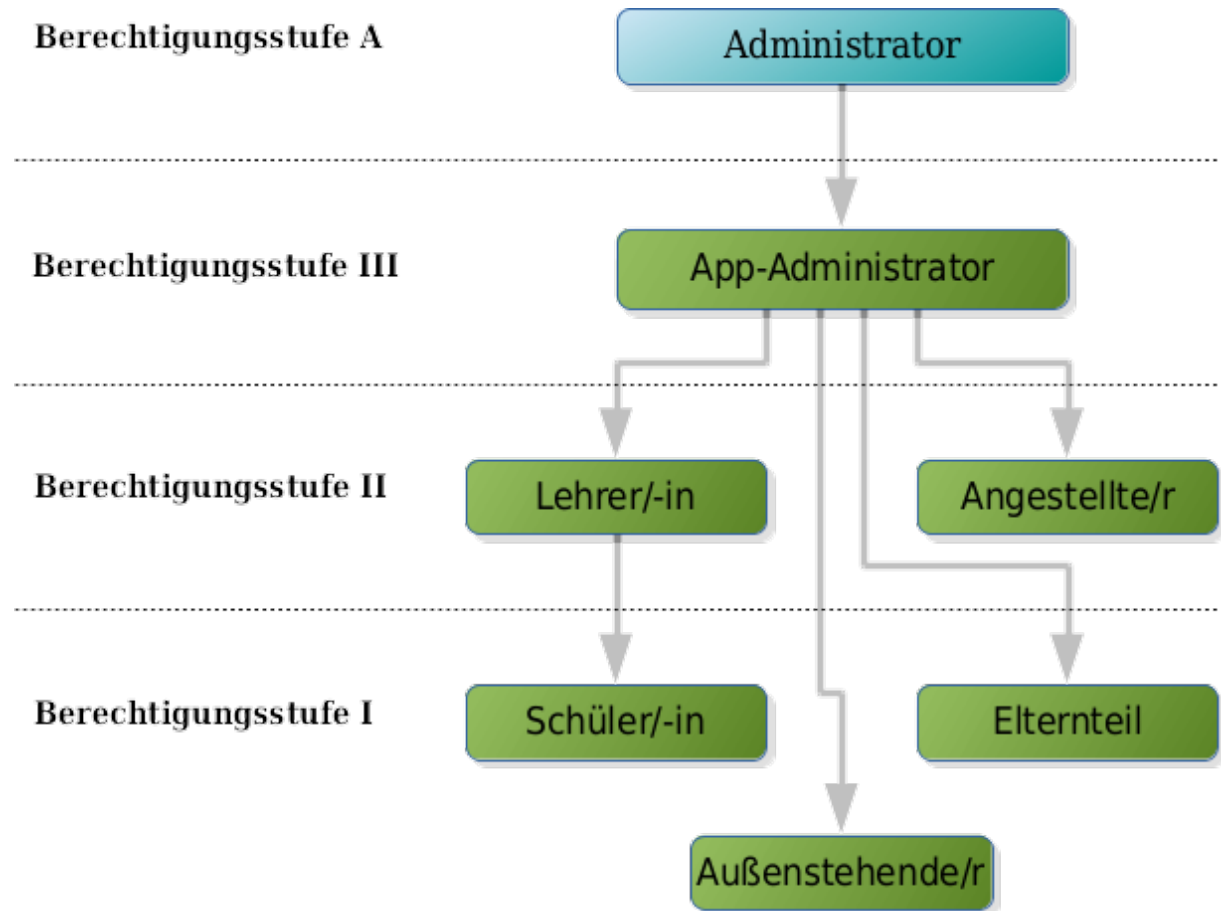 Berechtigungsstufe A
Administrator
Berechtigungsstufe III
App-Administrator
Berechtigungsstufe II
Lehrer/-in
Angestellte/r
Berechtigungsstufe I
Schüler/-in
Elternteil
Außenstehende/r